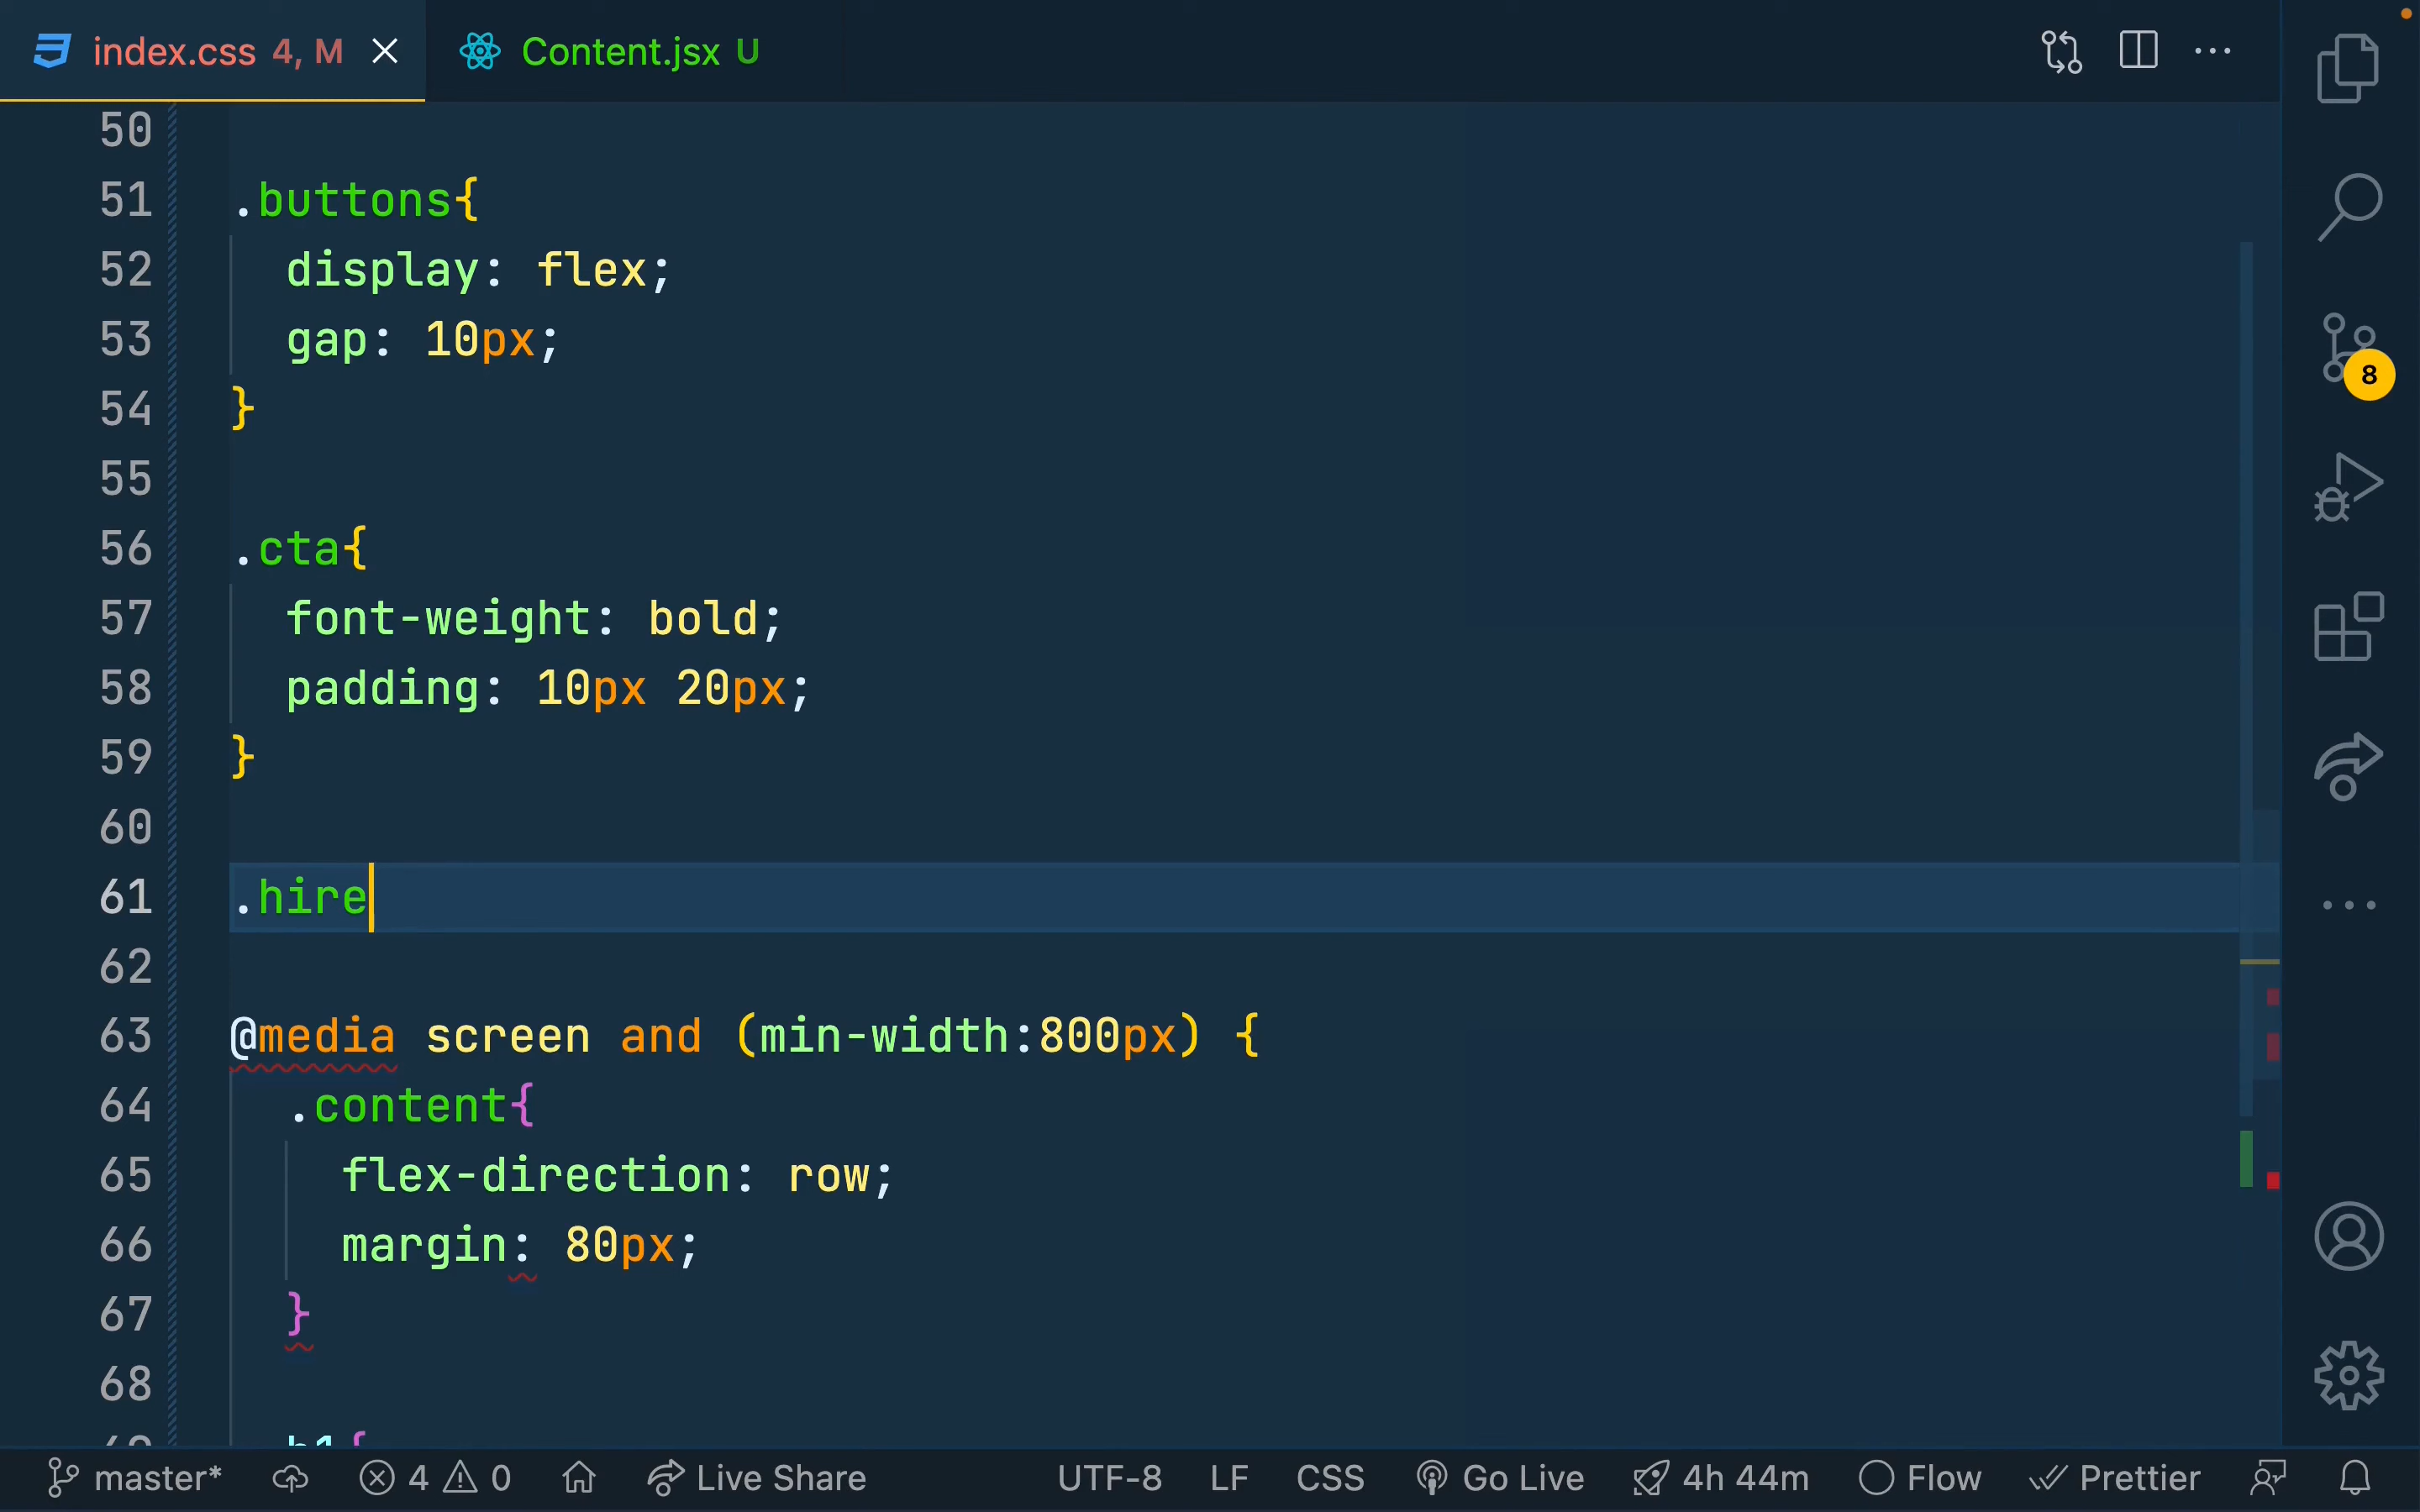 index.css 4, M
Content.jsx U
50
51 .buttons{
52 display: flex;
53 gap: 10px;
54 }
55
56 .cta{
57 font-weight: bold;
58 padding: 10px 20px;
59 }
60
61 .hire
62
63 @media screen and (min-width:800px) {
64 .content{
65 flex-direction: row;
66 margin: 80px;
67 }
68
69 h1{
8
master* 4 0 Live Share UTF-8 LF CSS Go Live 4h 44m Flow Prettier